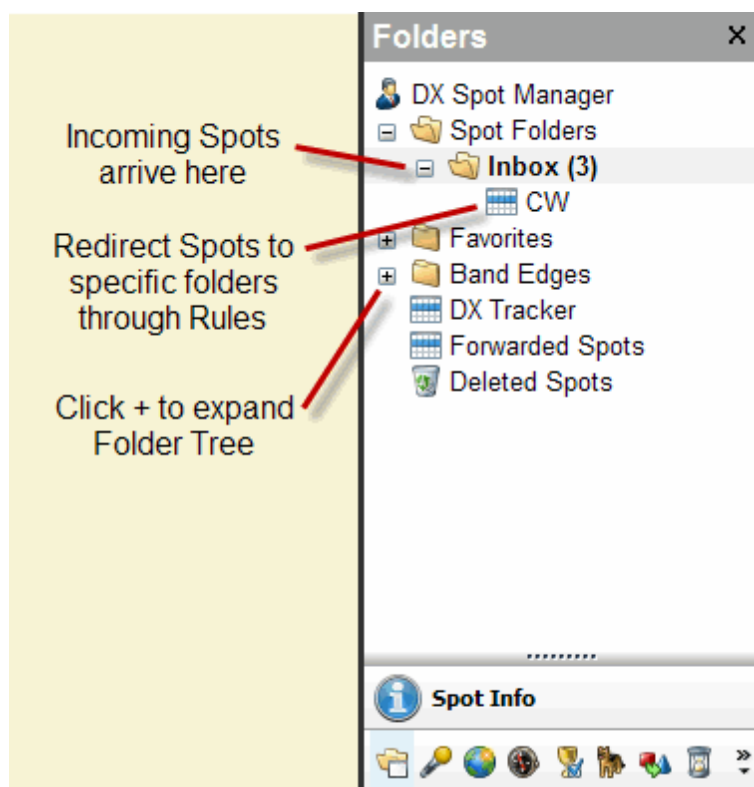 Folders
DX Spot Manager
Spot Folders
Inbox (3)
CW
Favorites
Band Edges
DX Tracker
Forwarded Spots
Deleted Spots
Incoming Spots
arrive here
Redirect Spots to
specific folders
through Rules
Click + to expand
Folder Tree
Spot Info